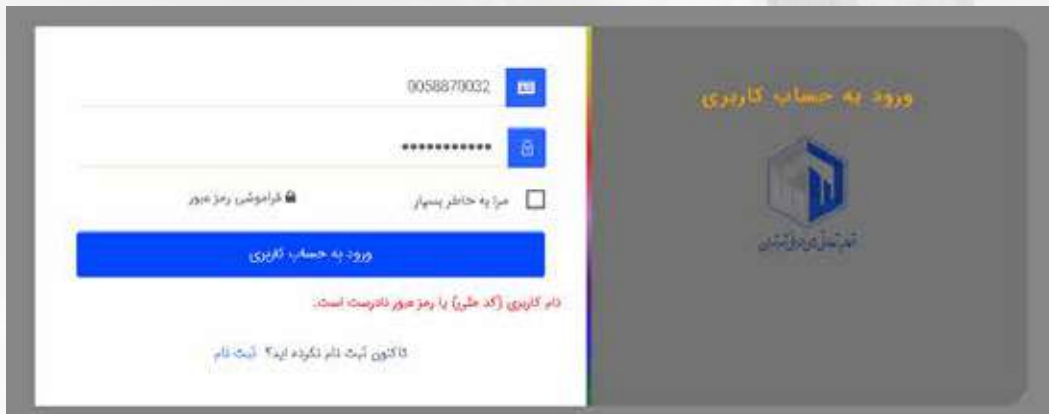 ورود به حساب کاربری
0058870032
•••••••••••
مرا به خاطر بسپار
فراموشی رمز عبور
ورود به حساب کاربری
نام کاربری (کد ملی) یا رمز عبور نادرست است.
تاکنون ثبت نام نکرده اید؟ ثبت نام